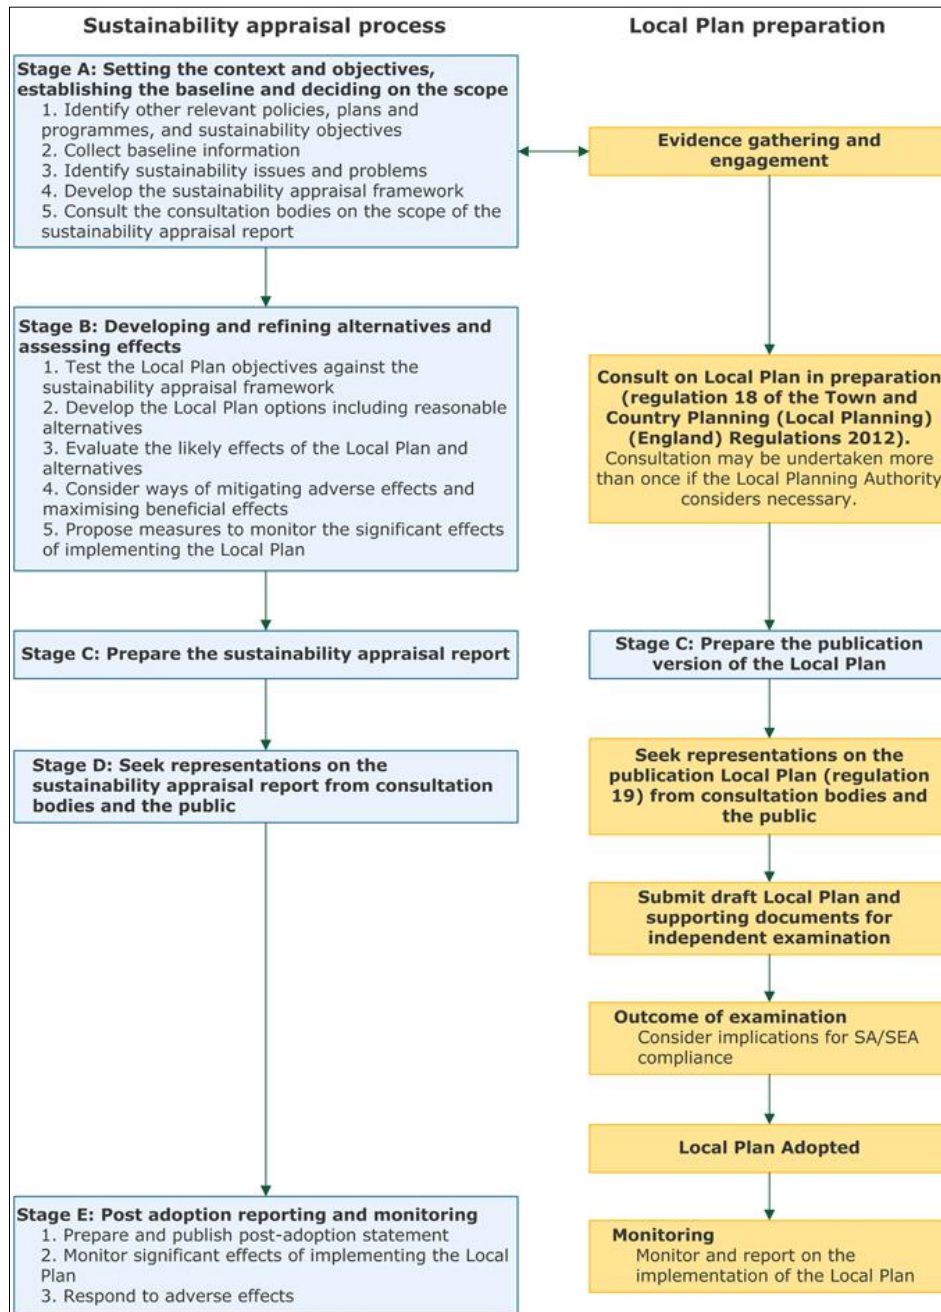 Sustainability appraisal process
Local Plan preparation
Stage A: Setting the context and objectives,
establishing the baseline and deciding on the scope
1. Identify other relevant policies, plans and
programmes, and sustainability objectives
2. Collect baseline information
3. Identify sustainability issues and problems
4. Develop the sustainability appraisal framework
5. Consult the consultation bodies on the scope of the
sustainability appraisal report
Evidence gathering and
engagement
Stage B: Developing and refining alternatives and
assessing effects
1. Test the Local Plan objectives against the
sustainability appraisal framework
2. Develop the Local Plan options including reasonable
alternatives
3. Evaluate the likely effects of the Local Plan and
alternatives
4. Consider ways of mitigating adverse effects and
maximising beneficial effects
5. Propose measures to monitor the significant effects
of implementing the Local Plan
Consult on Local Plan in preparation
(regulation 18 of the Town and
Country Planning (Local Planning)
(England) Regulations 2012).
Consultation may be undertaken more
than once if the Local Planning Authority
considers necessary.
Stage C: Prepare the sustainability appraisal report
Stage C: Prepare the publication
version of the Local Plan
Stage D: Seek representations on the
sustainability appraisal report from consultation
bodies and the public
Seek representations on the
publication Local Plan (regulation
19) from consultation bodies and
the public
Submit draft Local Plan and
supporting documents for
independent examination
Outcome of examination
Consider implications for SA/SEA
compliance
Local Plan Adopted
Stage E: Post adoption reporting and monitoring
1. Prepare and publish post-adoption statement
2. Monitor significant effects of implementing the Local
Plan
3. Respond to adverse effects
Monitoring
Monitor and report on the
implementation of the Local Plan